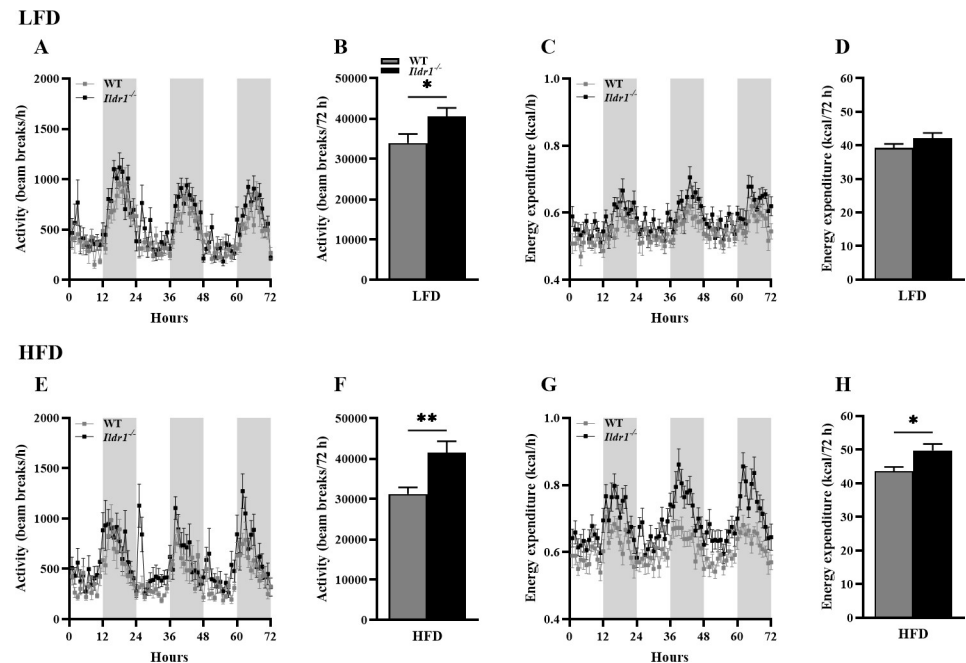 LFD
A
B
C
D
Activity (beam breaks/h)
2000
1500
1000
500
0
WT
Ildr1-/-
0 12 24 36 48 60 72
Hours
Activity (beam breaks/72 h)
50000
40000
30000
20000
10000
0
WT
Ildr1-/-
*
LFD
Energy expenditure (kcal/h)
1.0
0.8
0.6
0.4
WT
Ildr1-/-
0 12 24 36 48 60 72
Hours
Energy expenditure (kcal/72 h)
60
50
40
30
20
10
0
LFD
HFD
E
F
G
H
Activity (beam breaks/h)
2000
1500
1000
500
0
WT
Ildr1-/-
0 12 24 36 48 60 72
Hours
Activity (beam breaks/72 h)
50000
40000
30000
20000
10000
0
**
HFD
Energy expenditure (kcal/h)
1.0
0.8
0.6
0.4
WT
Ildr1-/-
0 12 24 36 48 60 72
Hours
Energy expenditure (kcal/72 h)
60
50
40
30
20
10
0
*
HFD